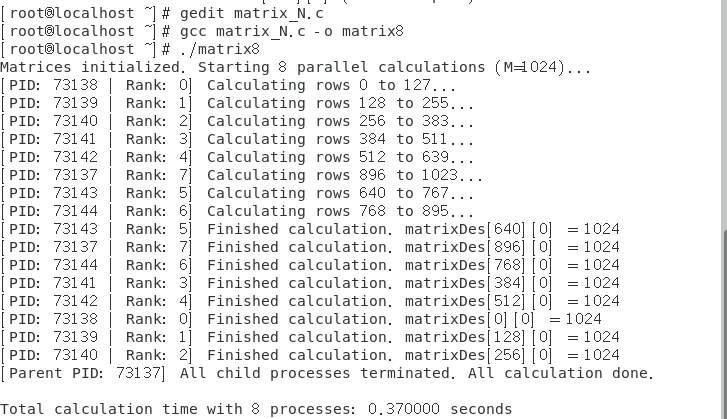 [root@localhost ~]# gedit matrix_N.c
[root@localhost ~]# gcc matrix_N.c -o matrix8
[root@localhost ~]# ./matrix8
Matrices initialized. Starting 8 parallel calculations (M=1024)...
[PID: 73138 | Rank: 0] Calculating rows 0 to 127...
[PID: 73139 | Rank: 1] Calculating rows 128 to 255...
[PID: 73140 | Rank: 2] Calculating rows 256 to 383...
[PID: 73141 | Rank: 3] Calculating rows 384 to 511...
[PID: 73142 | Rank: 4] Calculating rows 512 to 639...
[PID: 73137 | Rank: 7] Calculating rows 896 to 1023...
[PID: 73143 | Rank: 5] Calculating rows 640 to 767...
[PID: 73144 | Rank: 6] Calculating rows 768 to 895...
[PID: 73143 | Rank: 5] Finished calculation. matrixDes[640][0] = 1024
[PID: 73137 | Rank: 7] Finished calculation. matrixDes[896][0] = 1024
[PID: 73144 | Rank: 6] Finished calculation. matrixDes[768][0] = 1024
[PID: 73141 | Rank: 3] Finished calculation. matrixDes[384][0] = 1024
[PID: 73142 | Rank: 4] Finished calculation. matrixDes[512][0] = 1024
[PID: 73138 | Rank: 0] Finished calculation. matrixDes[0][0] = 1024
[PID: 73139 | Rank: 1] Finished calculation. matrixDes[128][0] = 1024
[PID: 73140 | Rank: 2] Finished calculation. matrixDes[256][0] = 1024
[Parent PID: 73137] All child processes terminated. All calculation done.
Total calculation time with 8 processes: 0.370000 seconds